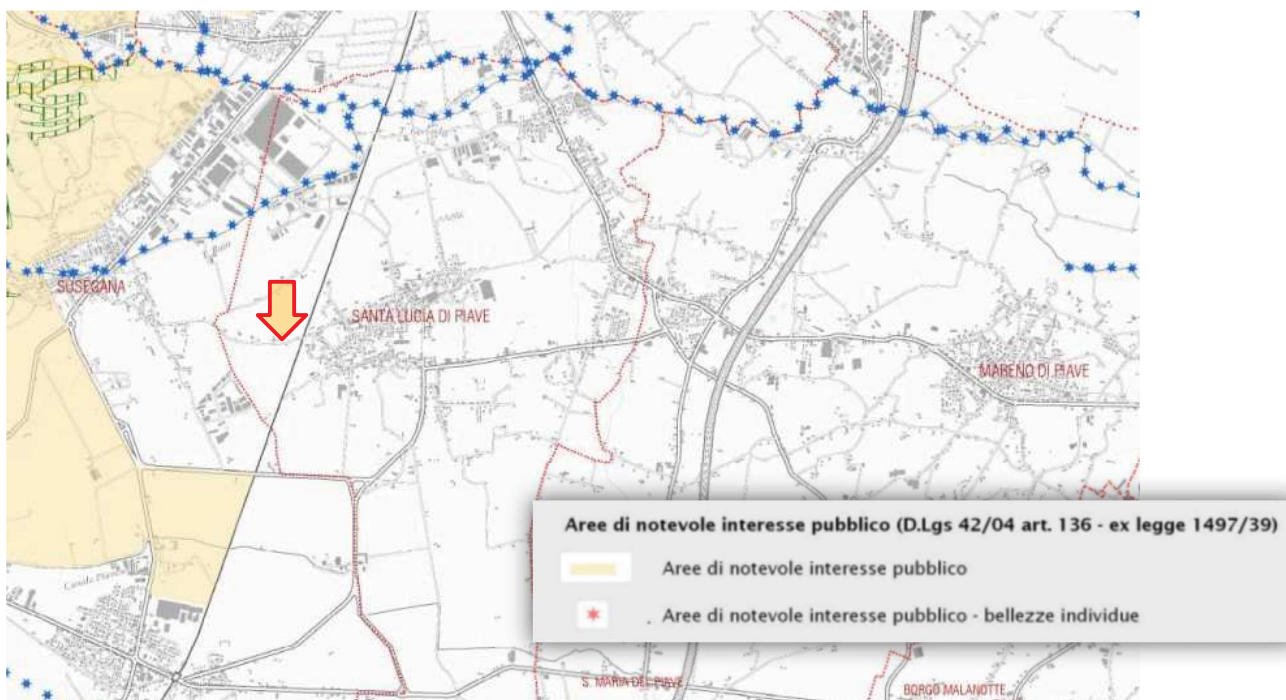 SUSEGANA
SANTA LUCIA DI PIAVE
MARENO DI PIAVE
Aree di notevole interesse pubblico (D.Lgs 42/04 art. 136 - ex legge 1497/39)
Aree di notevole interesse pubblico
. Aree di notevole interesse pubblico - bellezze individue
S. MARIA DEL PIAVE
BORGO MALANOTTE